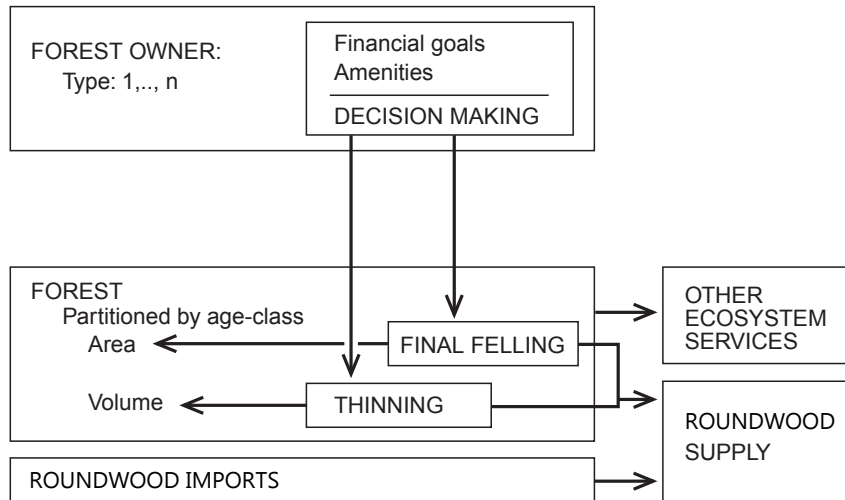 FOREST OWNER:
Type: 1,.., n
Financial goals
Amenities
DECISION MAKING
FOREST
Partitioned by age-class
Area
FINAL FELLING
Volume
THINNING
OTHER
ECOSYSTEM
SERVICES
ROUNDWOOD
SUPPLY
ROUNDWOOD IMPORTS